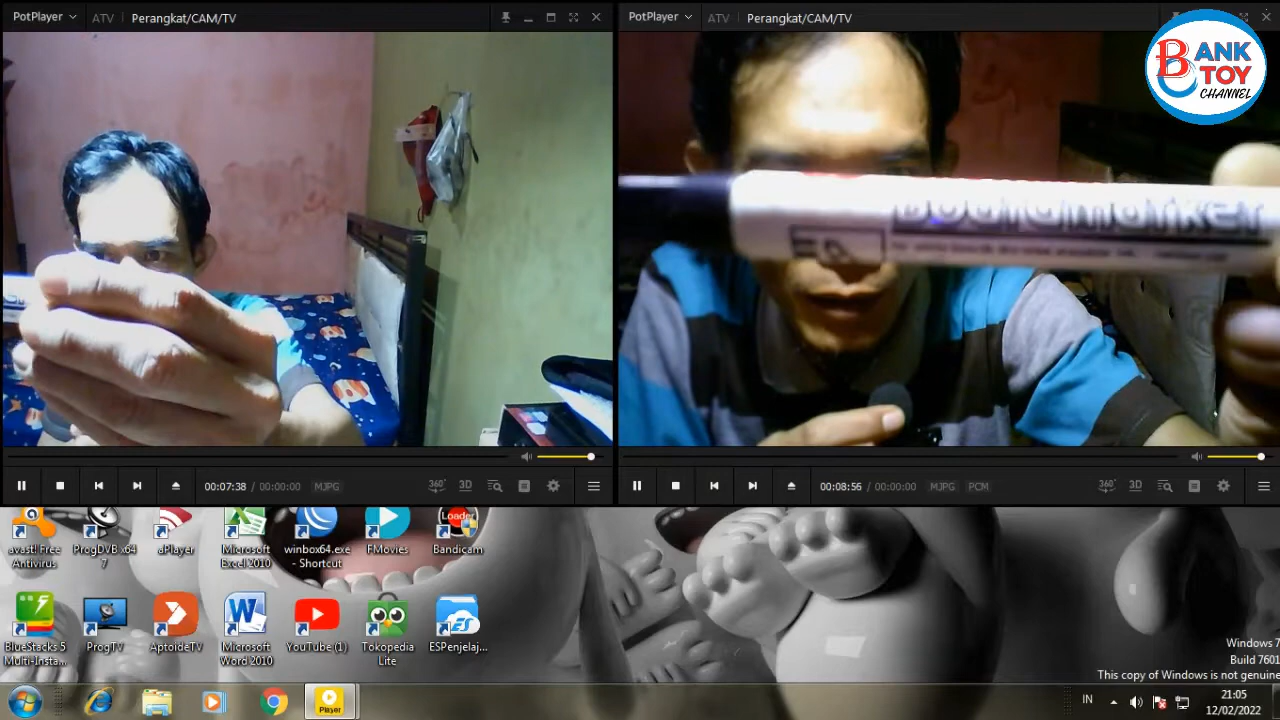 PotPlayer ATV Perangkat/CAM/TV
PotPlayer ATV Perangkat/CAM/TV
BANK
TOY
CHANNEL
Boardmarker
00:07:38 / 00:00:00 MJPG
360° 3D
00:08:56 / 00:00:00 MJPG PCM
360° 3D
Loader
avast! Free
Antivirus
ProgDVB x64
7
aPlayer
Microsoft
Excel 2010
winbox64.exe
- Shortcut
FMovies
Bandicam
BlueStacks 5
Multi-Insta...
ProgTV
AptoideTV
Microsoft
Word 2010
YouTube (1)
Tokopedia
Lite
ESPenjelaj...
Windows 7
Build 7601
This copy of Windows is not genuine
Player
IN
21:05
12/02/2022